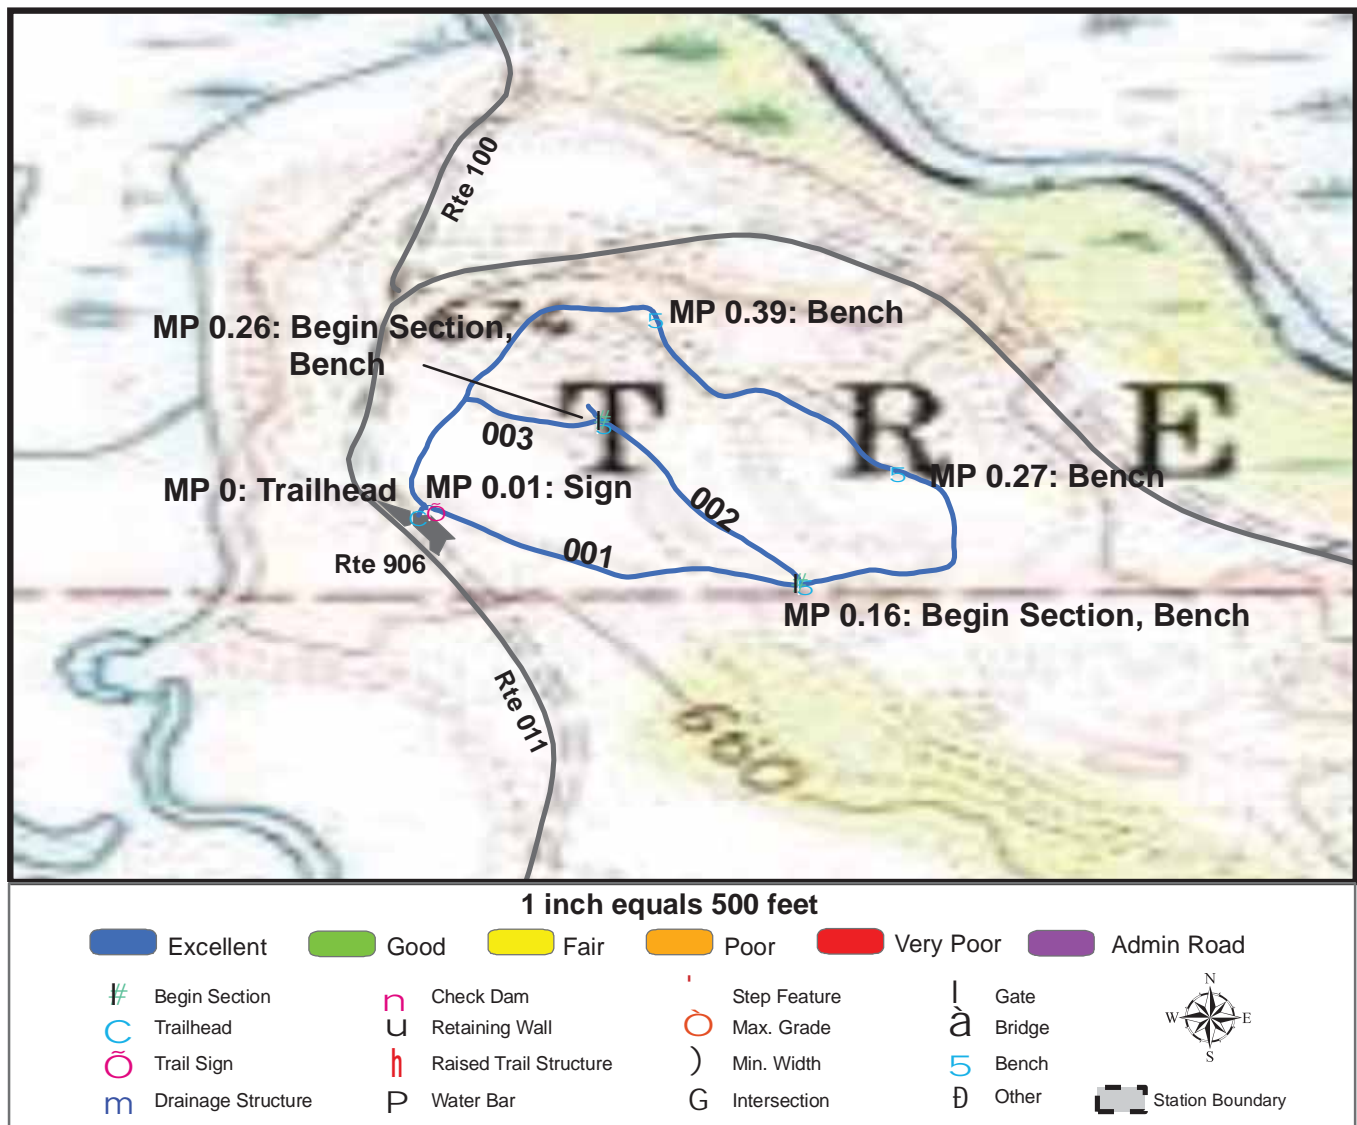 Rte 100
672
MP 0.26: Begin Section,
Bench
MP 0.39: Bench
T R E
003
MP 0: Trailhead
MP 0.01: Sign
MP 0.27: Bench
002
001
Rte 906
MP 0.16: Begin Section, Bench
Rte 011
660
1 inch equals 500 feet
Excellent Good Fair Poor Very Poor Admin Road
Begin Section Check Dam Step Feature Gate
Trailhead Retaining Wall Max. Grade Bridge
Trail Sign Raised Trail Structure Min. Width Bench
Drainage Structure Water Bar Intersection Other Station Boundary
N
W E
S